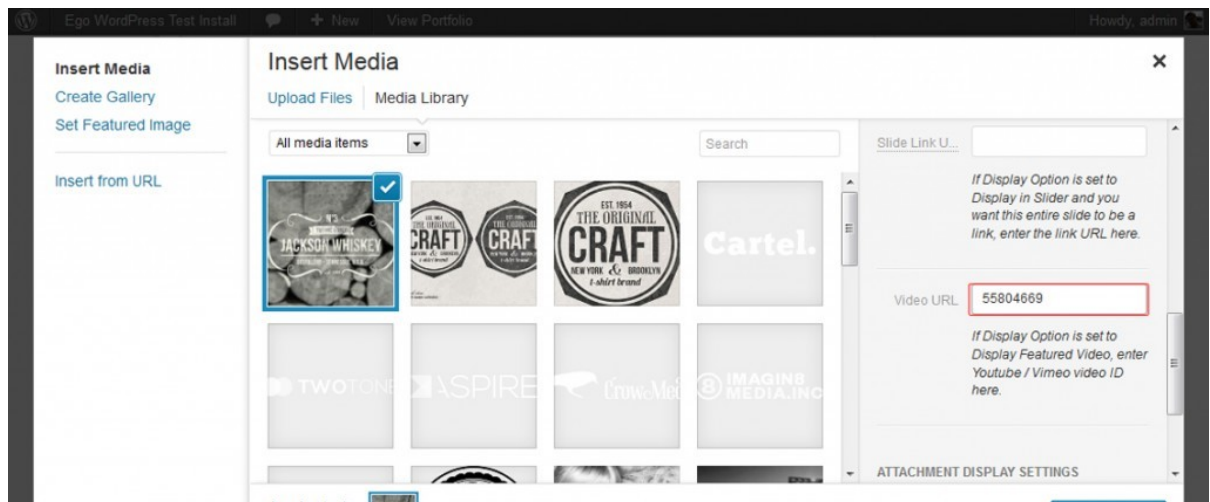 Ego WordPress Test Install
+ New
View Portfolio
Howdy, admin
Insert Media
Create Gallery
Set Featured Image
Insert from URL
Insert Media
×
Upload Files
Media Library
All media items
Search
JACKSON WHISKEY
CRAFT
CRAFT
EST. 1954
THE ORIGINAL
CRAFT
NEW YORK & BROOKLYN
t-shirt brand
Cartel.
TWOTONE
ASPIRE
CrowMed
8 IMAGIN8
MEDIA.INC
Slide Link U...
If Display Option is set to
Display in Slider and you
want this entire slide to be a
link, enter the link URL here.
Video URL
55804669
If Display Option is set to
Display Featured Video, enter
Youtube / Vimeo video ID
here.
ATTACHMENT DISPLAY SETTINGS